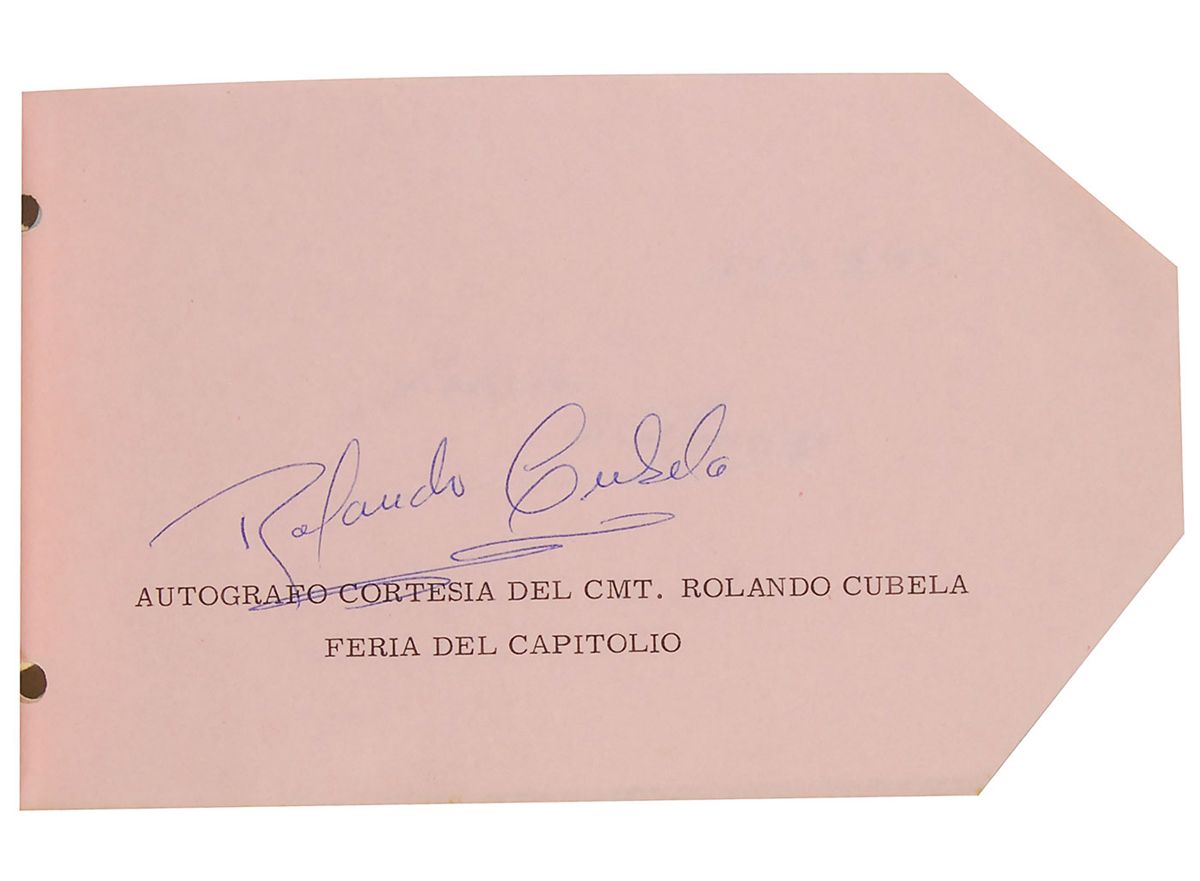 Rolando Cubela
AUTOGRAFO CORTESIA DEL CMT. ROLANDO CUBELA
FERIA DEL CAPITOLIO